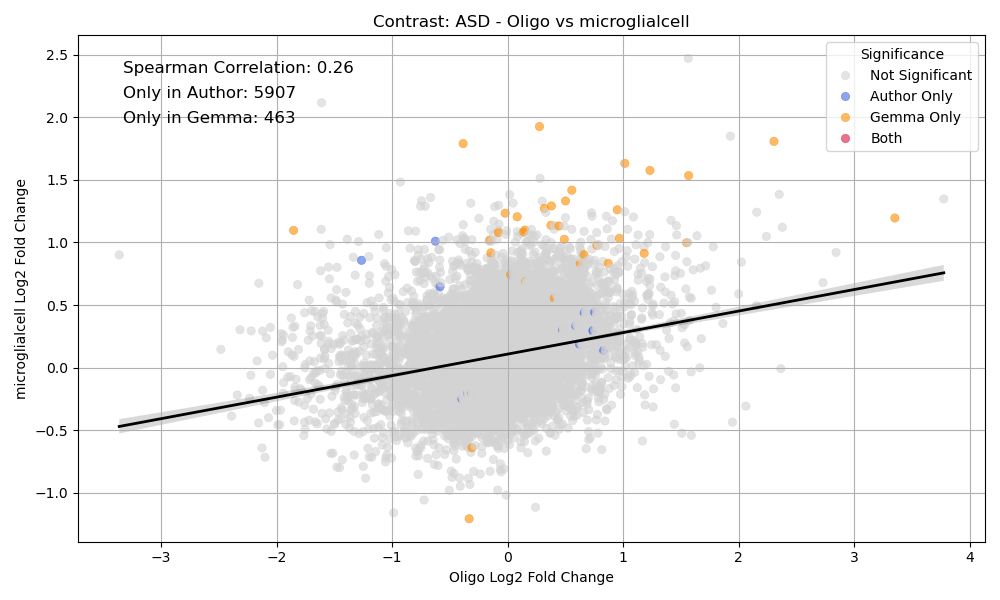 Contrast: ASD - Oligo vs microglialcell
Spearman Correlation: 0.26
Only in Author: 5907
Only in Gemma: 463
Significance
Not Significant
Author Only
Gemma Only
Both
2.5
2.0
1.5
1.0
0.5
0.0
−0.5
−1.0
microglialcell Log2 Fold Change
−3
−2
−1
0
1
2
3
4
Oligo Log2 Fold Change